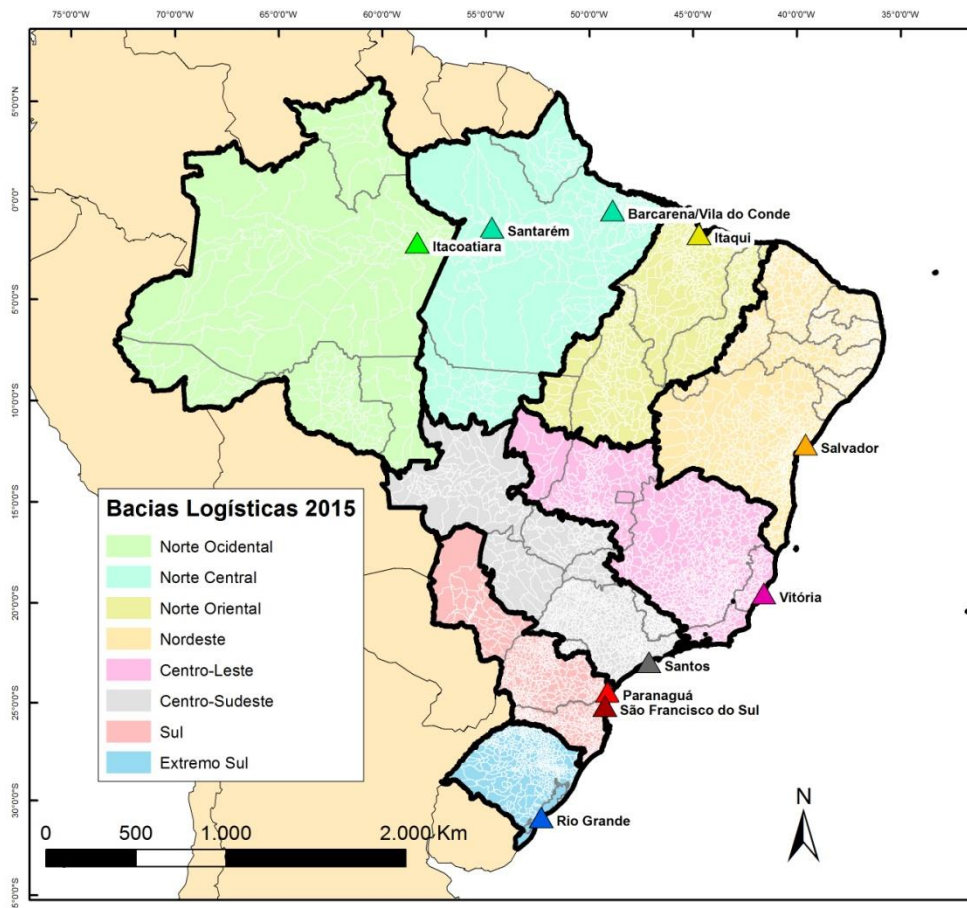 75°0'0"W 70°0'0"W 65°0'0"W 60°0'0"W 55°0'0"W 50°0'0"W 45°0'0"W 40°0'0"W 35°0'0"W
5°0'0"N
0°0'0"
5°0'0"S
10°0'0"S
15°0'0"S
20°0'0"S
25°0'0"S
30°0'0"S
5°0'0"S
Barcarena/Vila do Conde
Santarém
Itaqui
Itacoatiara
Salvador
Vitória
Santos
Paranaguá
São Francisco do Sul
Rio Grande
Bacias Logísticas 2015
Norte Ocidental
Norte Central
Norte Oriental
Nordeste
Centro-Leste
Centro-Sudeste
Sul
Extremo Sul
0 500 1.000 2.000 Km
N